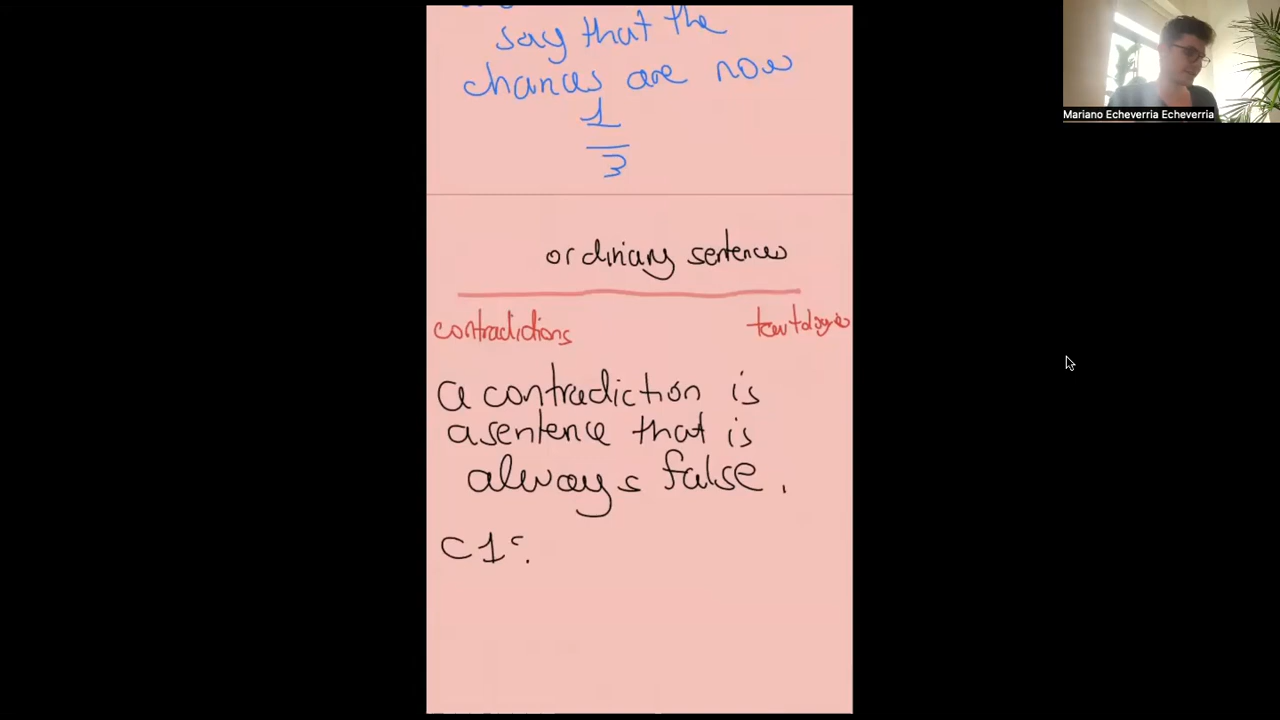 say that the
chances are now
1
3
Mariano Echeverria Echeverria
ordinary sentences
contradictions
tautologies
a contradiction is
a sentence that is
always false.
C1: